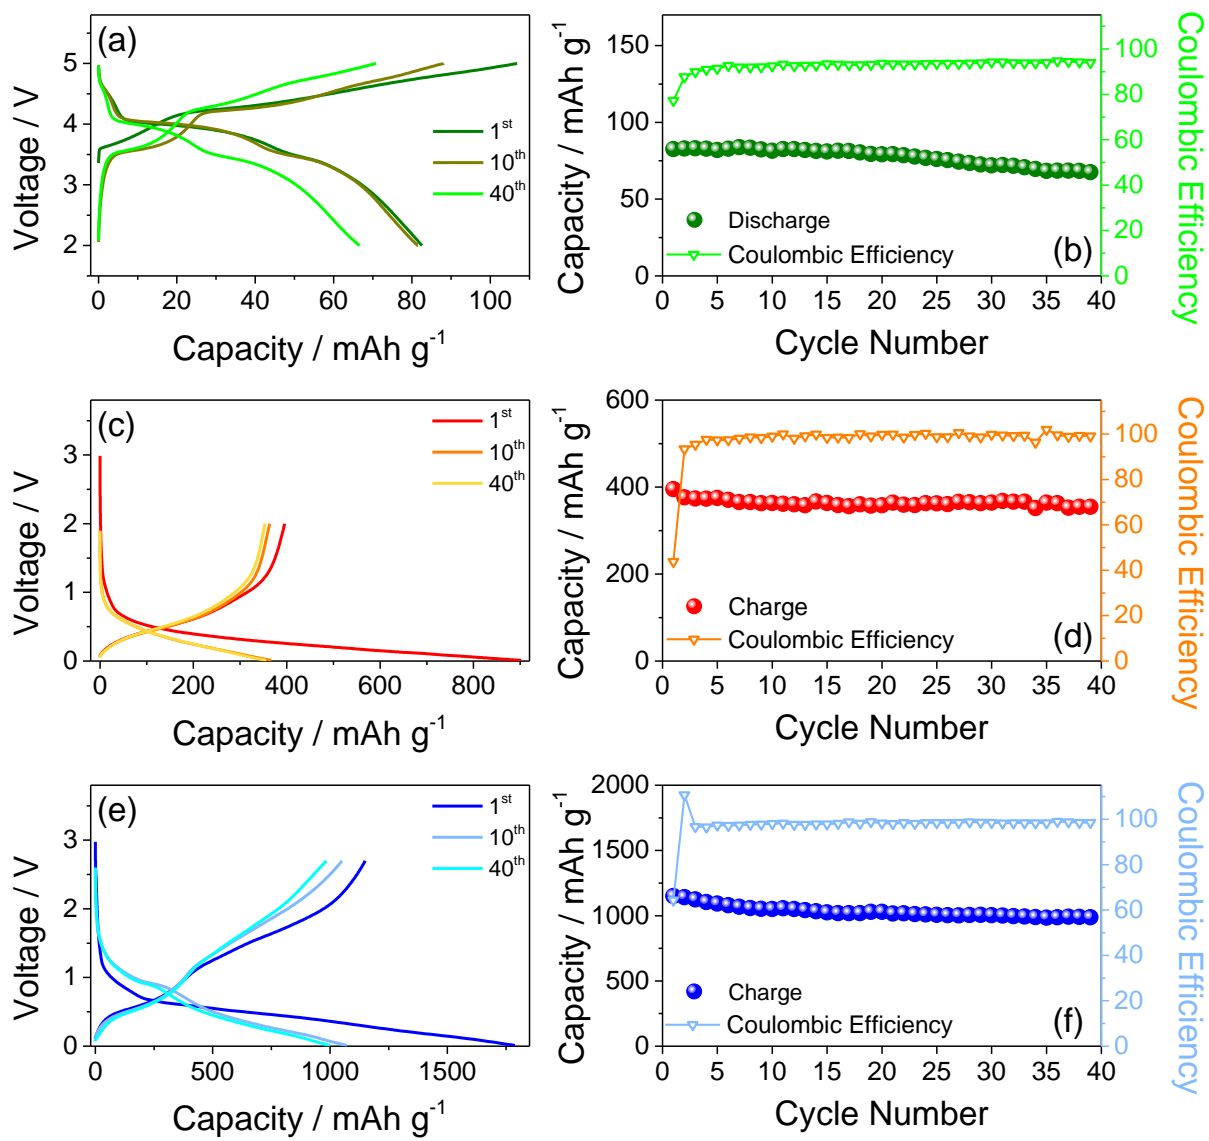 (a)
Voltage / V
5
4
3
2
1st
10th
40th
0 20 40 60 80 100
Capacity / mAh g-1
Capacity / mAh g-1
150
100
50
0
Discharge
Coulombic Efficiency
(b)
100
80
60
40
20
0
Coulombic Efficiency
0 5 10 15 20 25 30 35 40
Cycle Number
(c)
Voltage / V
3
2
1
0
1st
10th
40th
0 200 400 600 800
Capacity / mAh g-1
Capacity / mAh g-1
600
400
200
0
Charge
Coulombic Efficiency
(d)
100
80
60
40
20
0
Coulombic Efficiency
0 5 10 15 20 25 30 35 40
Cycle Number
(e)
Voltage / V
3
2
1
0
1st
10th
40th
0 500 1000 1500
Capacity / mAh g-1
Capacity / mAh g-1
2000
1500
1000
500
0
Charge
Coulombic Efficiency
(f)
100
80
60
40
20
0
Coulombic Efficiency
0 5 10 15 20 25 30 35 40
Cycle Number